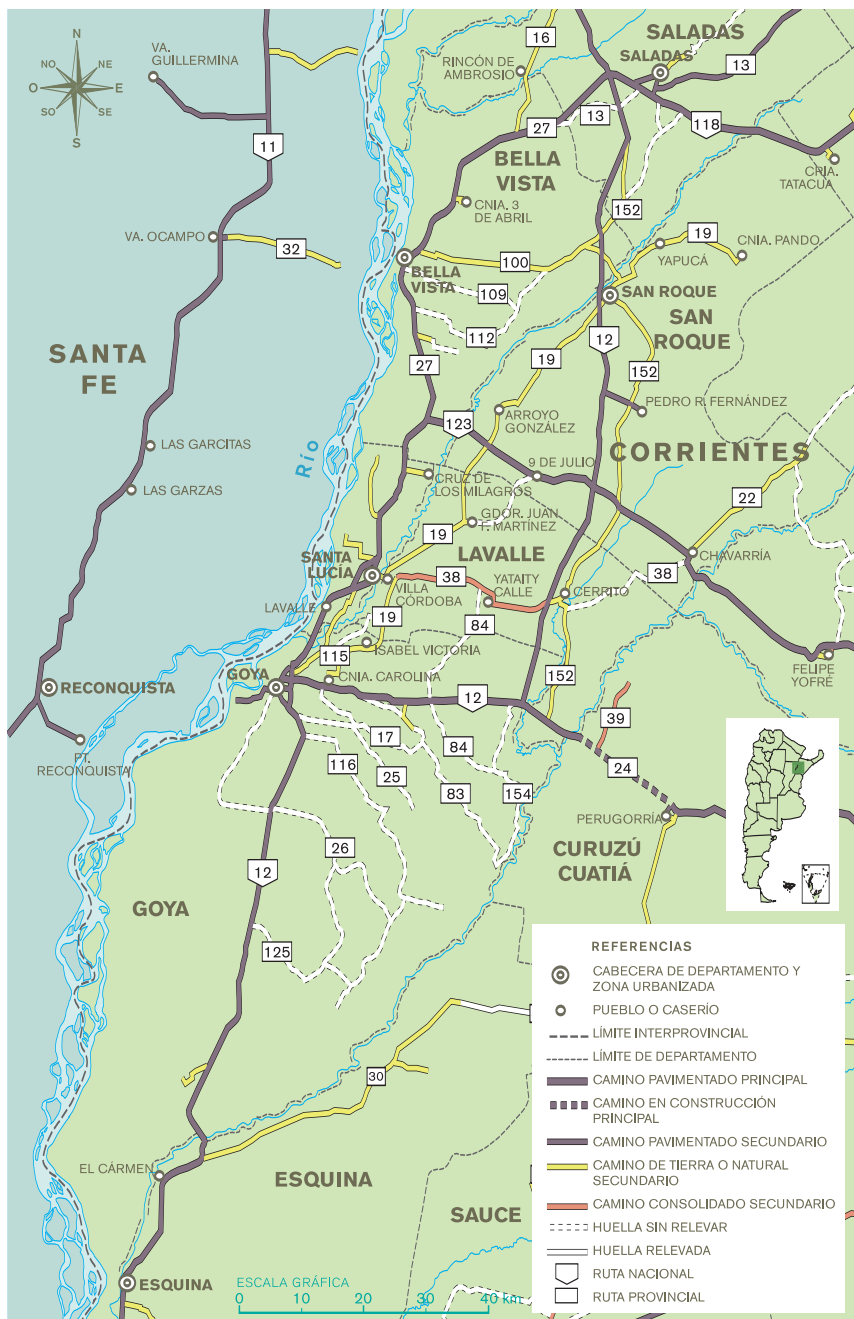 SALADAS
SALADAS
16
13
VA.
GUILLERMINA
RINCÓN DE
AMBROSIO
N
NO
NE
O
E
SO
SE
S
11
27
13
118
BELLA
VISTA
CRIA.
TATACUA
CNIA. 3
DE ABRIL
152
19
VA. OCAMPO
32
YAPUCÁ
CNIA. PANDO
100
BELLA
VISTA
109
SAN ROQUE
SAN
ROQUE
112
12
SANTA
FE
27
19
152
Río
ARROYO
GONZÁLEZ
PEDRO R. FERNÁNDEZ
123
LAS GARCITAS
CORRIENTES
9 DE JULIO
CRUZ DE
LOS MILAGROS
LAS GARZAS
22
GDOR. JUAN
T. MARTÍNEZ
19
LAVALLE
CHAVARRÍA
SANTA
LUCÍA
38
YATAITY
CALLE
CERRITO
38
VILLA
CÓRDOBA
LAVALLE
19
84
ISABEL VICTORIA
115
FELIPE
YOFRÉ
GOYA
CNIA. CAROLINA
RECONQUISTA
12
152
39
PT.
RECONQUISTA
17
84
116
25
24
83
154
PERUGORRÍA
CURUZÚ
CUATIÁ
26
12
GOYA
125
30
EL CÁRMEN
ESQUINA
SAUCE
ESQUINA
ESCALA GRÁFICA
0 10 20 30 40 km
REFERENCIAS
CABECERA DE DEPARTAMENTO Y
ZONA URBANIZADA
PUEBLO O CASERÍO
LÍMITE INTERPROVINCIAL
LÍMITE DE DEPARTAMENTO
CAMINO PAVIMENTADO PRINCIPAL
CAMINO EN CONSTRUCCIÓN
PRINCIPAL
CAMINO PAVIMENTADO SECUNDARIO
CAMINO DE TIERRA O NATURAL
SECUNDARIO
CAMINO CONSOLIDADO SECUNDARIO
HUELLA SIN RELEVAR
HUELLA RELEVADA
RUTA NACIONAL
RUTA PROVINCIAL